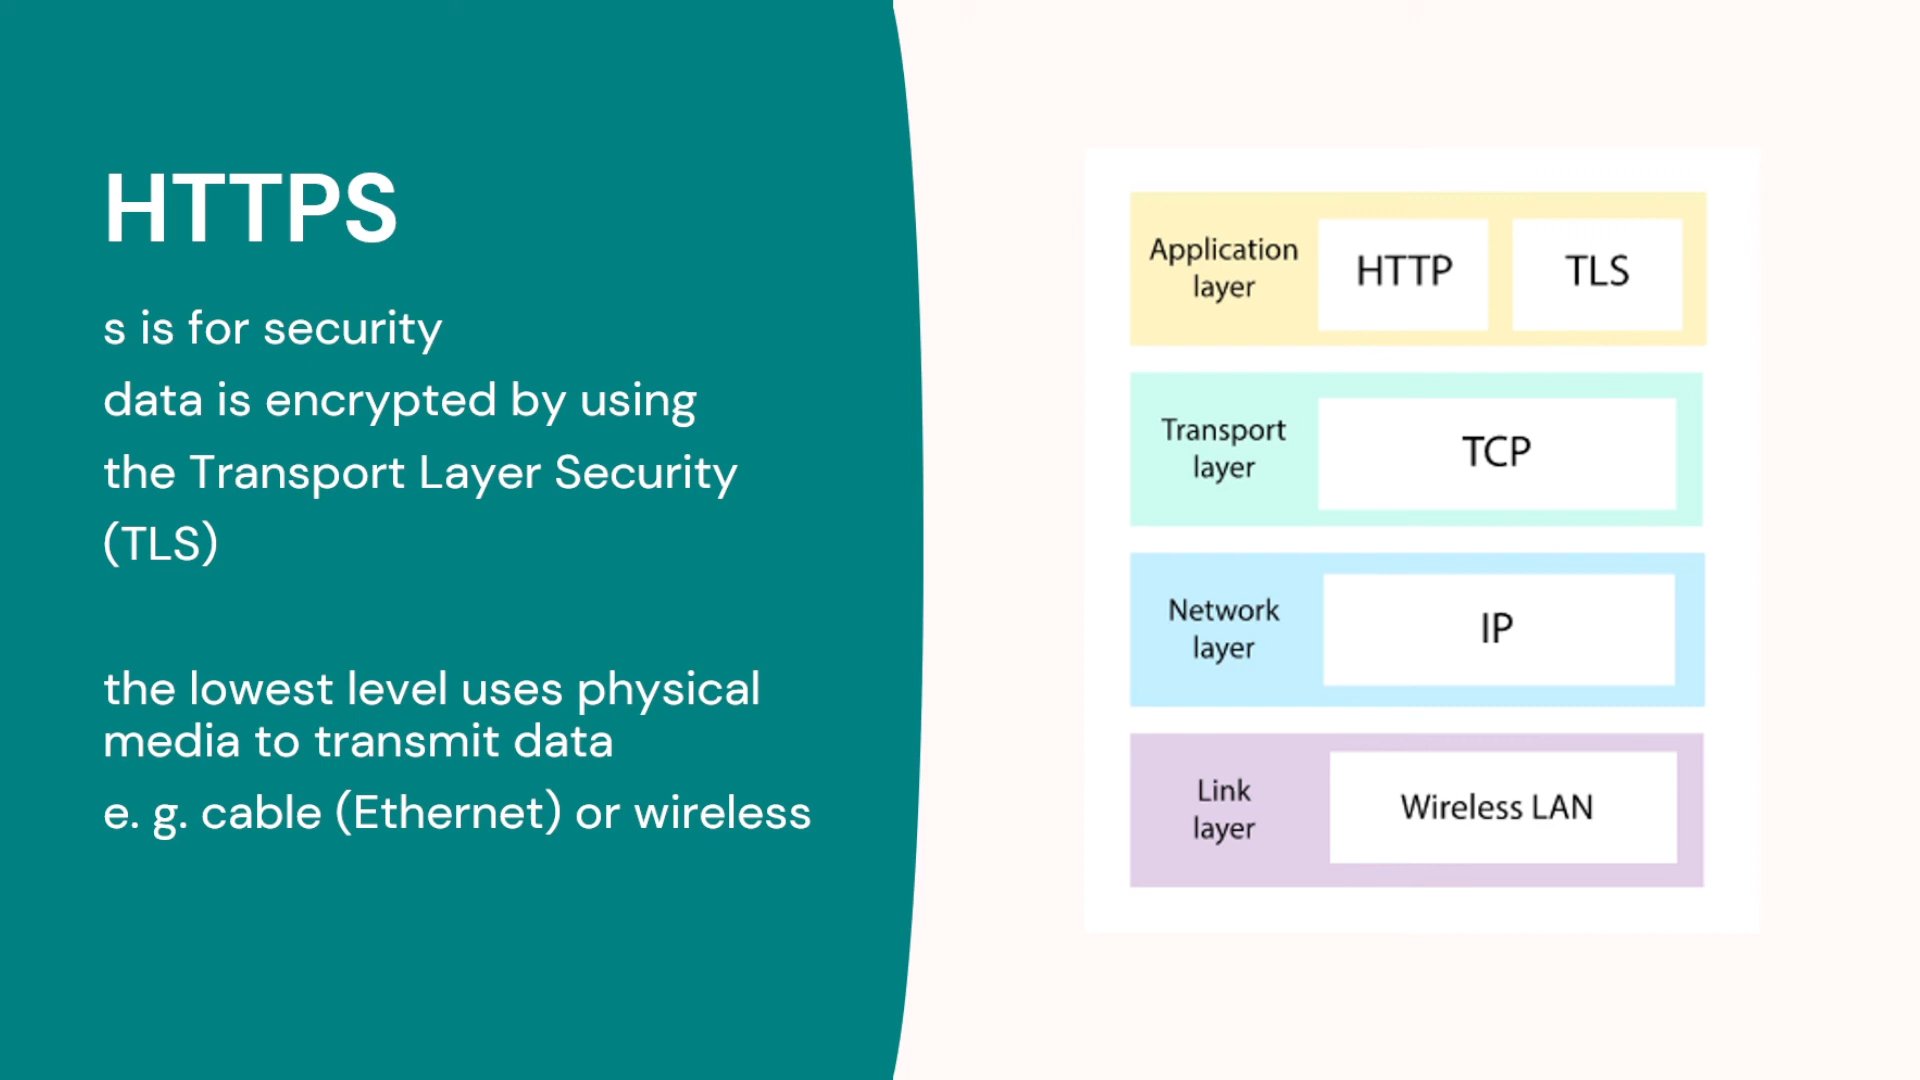 HTTPS
s is for security
data is encrypted by using
the Transport Layer Security
(TLS)
the lowest level uses physical
media to transmit data
e. g. cable (Ethernet) or wireless
Application
layer
HTTP
TLS
Transport
layer
TCP
Network
layer
IP
Link
layer
Wireless LAN